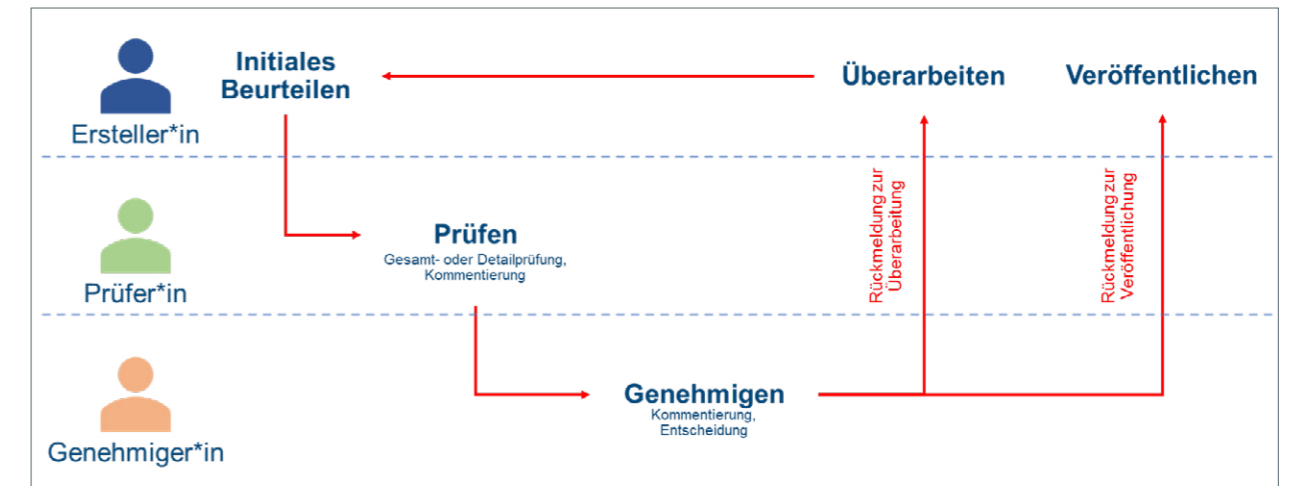 Initiales
Beurteilen
Überarbeiten
Veröffentlichen
Ersteller*in
Rückmeldung zur
Überarbeitung
Rückmeldung zur
Veröffentlichung
Prüfen
Gesamt- oder Detailprüfung,
Kommentierung
Prüfer*in
Genehmigen
Kommentierung,
Entscheidung
Genehmiger*in